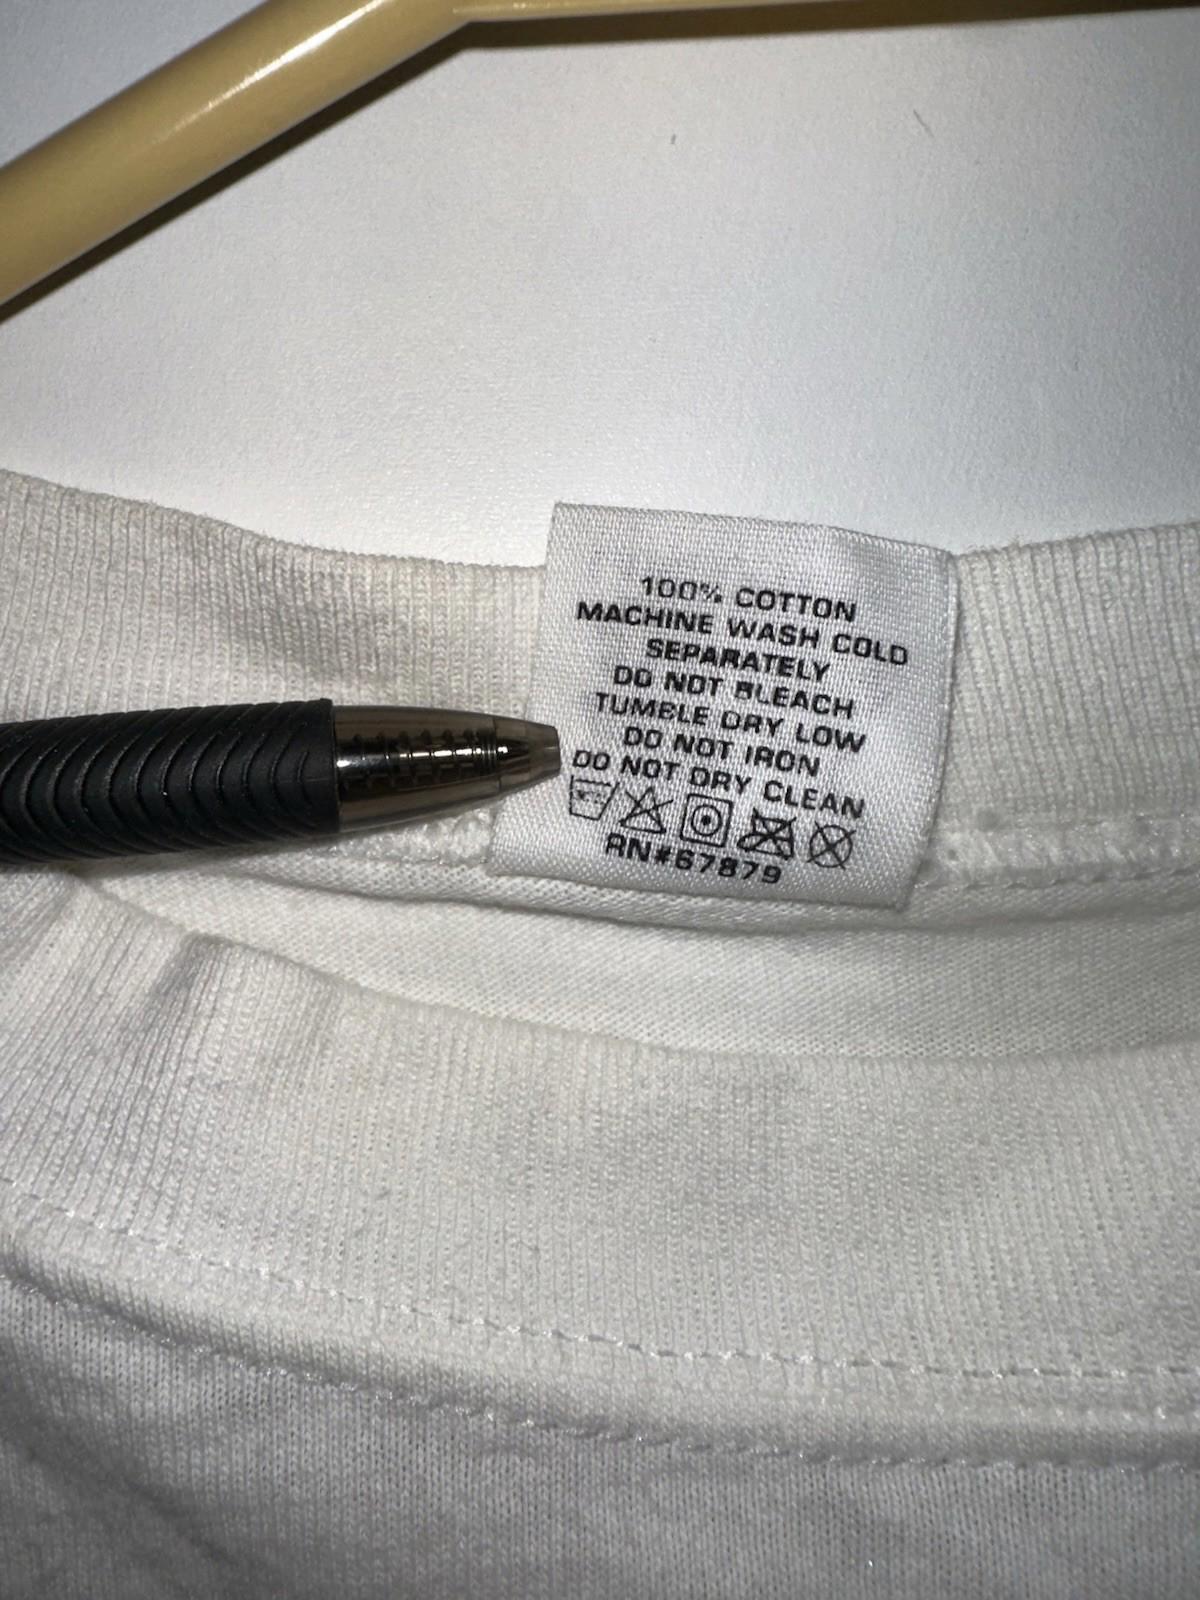 100% COTTON
MACHINE WASH COLD
SEPARATELY
DO NOT BLEACH
TUMBLE DRY LOW
DO NOT IRON
DO NOT DRY CLEAN
RN#67879